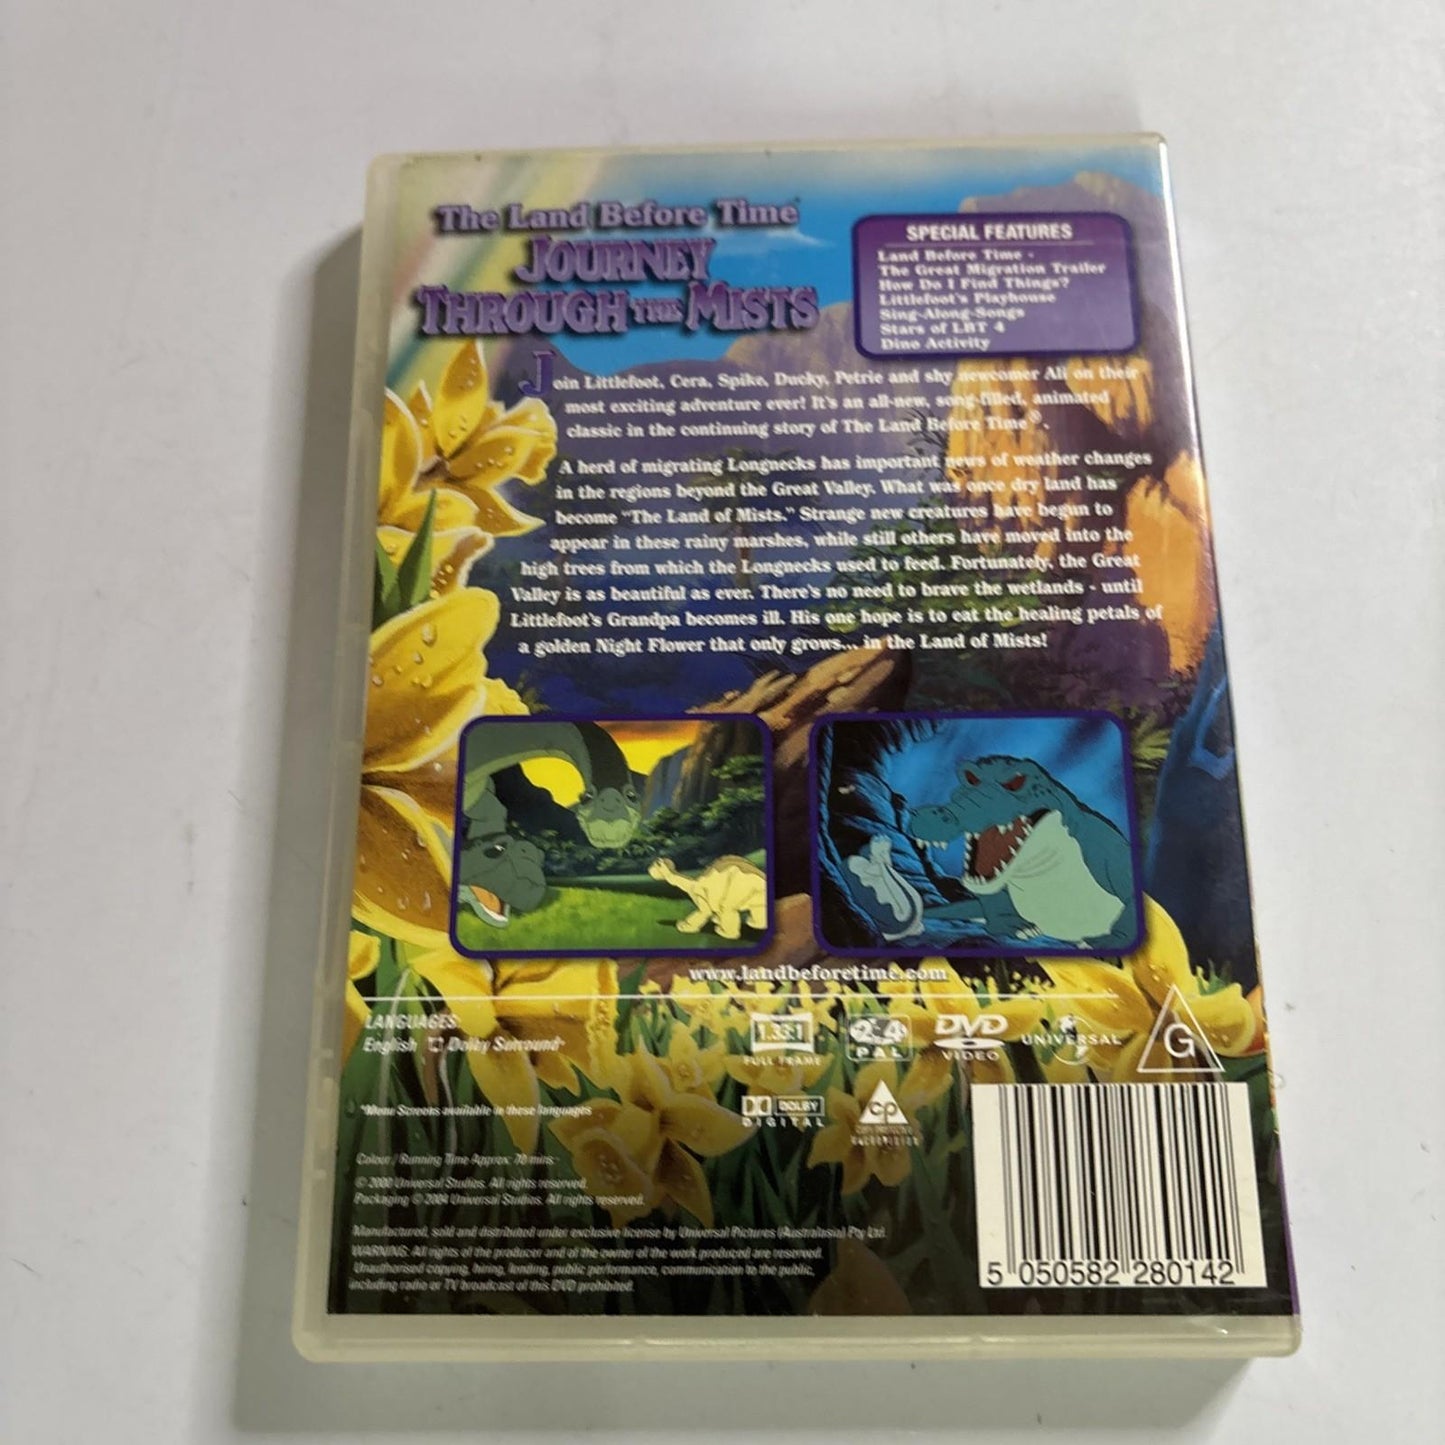 The Land Before Time
JOURNEY
THROUGH THE MISTS
SPECIAL FEATURES
Land Before Time -
The Great Migration Trailer
How Do I Find Things?
Littlefoot's Playhouse
Sing-Along-Songs
Stars of LBT 4
Dino Activity
Join Littlefoot, Cera, Spike, Ducky, Petrie and shy newcomer Ali on their
most exciting adventure ever! It's an all-new, song-filled, animated
classic in the continuing story of The Land Before Time®.
A herd of migrating Longnecks has important news of weather changes
in the regions beyond the Great Valley. What was once dry land has
become "The Land of Mists." Strange new creatures have begun to
appear in these rainy marshes, while still others have moved into the
high trees from which the Longnecks used to feed. Fortunately, the Great
Valley is as beautiful as ever. There's no need to brave the wetlands - until
Littlefoot's Grandpa becomes ill. His one hope is to eat the healing petals of
a golden Night Flower that only grows... in the Land of Mists!
www.landbeforetime.com
LANGUAGES:
English Dolby Surround*
1.33:1
FULL FRAME
2•4
PAL
DVD
VIDEO
UNIVERSAL
G
*Menu Screens available in these languages
DOLBY
DIGITAL
cp
Colour / Running Time Approx: 70 mins.
© 2000 Universal Studios. All rights reserved.
Packaging © 2004 Universal Studios. All rights reserved.
Manufactured, sold and distributed under exclusive license by Universal Pictures (Australasia) Pty Ltd.
WARNING: All rights of the producer and of the owner of the work produced are reserved.
Unauthorised copying, hiring, lending, public performance, communication to the public,
including radio or TV broadcast of this DVD prohibited.
5 050582 280142